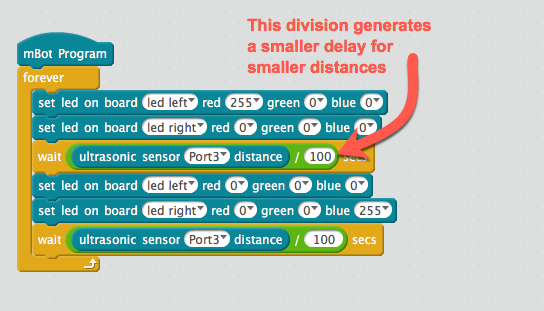 This division generates
a smaller delay for
smaller distances
mBot Program
forever
set led on board led left red 255 green 0 blue 0
set led on board led right red 0 green 0 blue 0
wait ultrasonic sensor Port3 distance / 100 secs
set led on board led left red 0 green 0 blue 0
set led on board led right red 0 green 0 blue 255
wait ultrasonic sensor Port3 distance / 100 secs